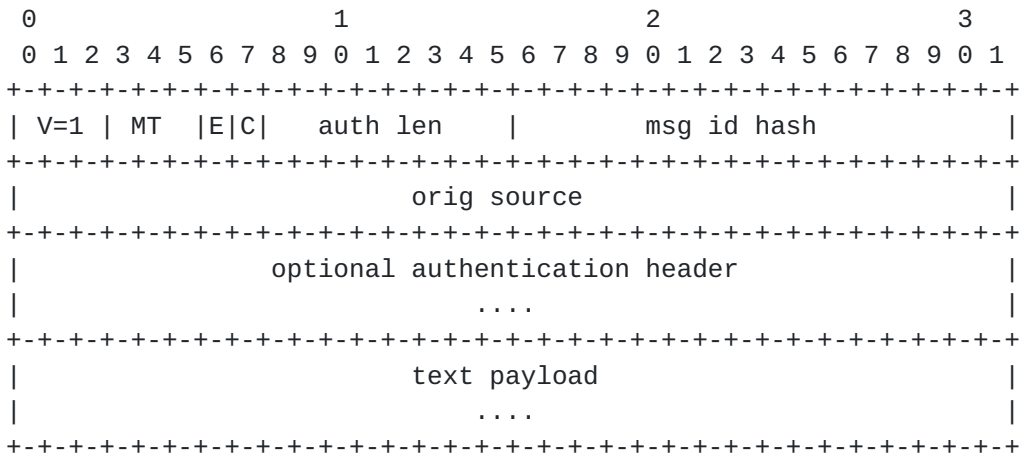 0                   1                   2                   3
 0 1 2 3 4 5 6 7 8 9 0 1 2 3 4 5 6 7 8 9 0 1 2 3 4 5 6 7 8 9 0 1
+-+-+-+-+-+-+-+-+-+-+-+-+-+-+-+-+-+-+-+-+-+-+-+-+-+-+-+-+-+-+-+-+
| V=1 | MT  |E|C|   auth len    |        msg id hash            |
+-+-+-+-+-+-+-+-+-+-+-+-+-+-+-+-+-+-+-+-+-+-+-+-+-+-+-+-+-+-+-+-+
|                         orig source                           |
+-+-+-+-+-+-+-+-+-+-+-+-+-+-+-+-+-+-+-+-+-+-+-+-+-+-+-+-+-+-+-+-+
|                optional authentication header                 |
|                             ....                              |
+-+-+-+-+-+-+-+-+-+-+-+-+-+-+-+-+-+-+-+-+-+-+-+-+-+-+-+-+-+-+-+-+
|                         text payload                          |
|                             ....                              |
+-+-+-+-+-+-+-+-+-+-+-+-+-+-+-+-+-+-+-+-+-+-+-+-+-+-+-+-+-+-+-+-+